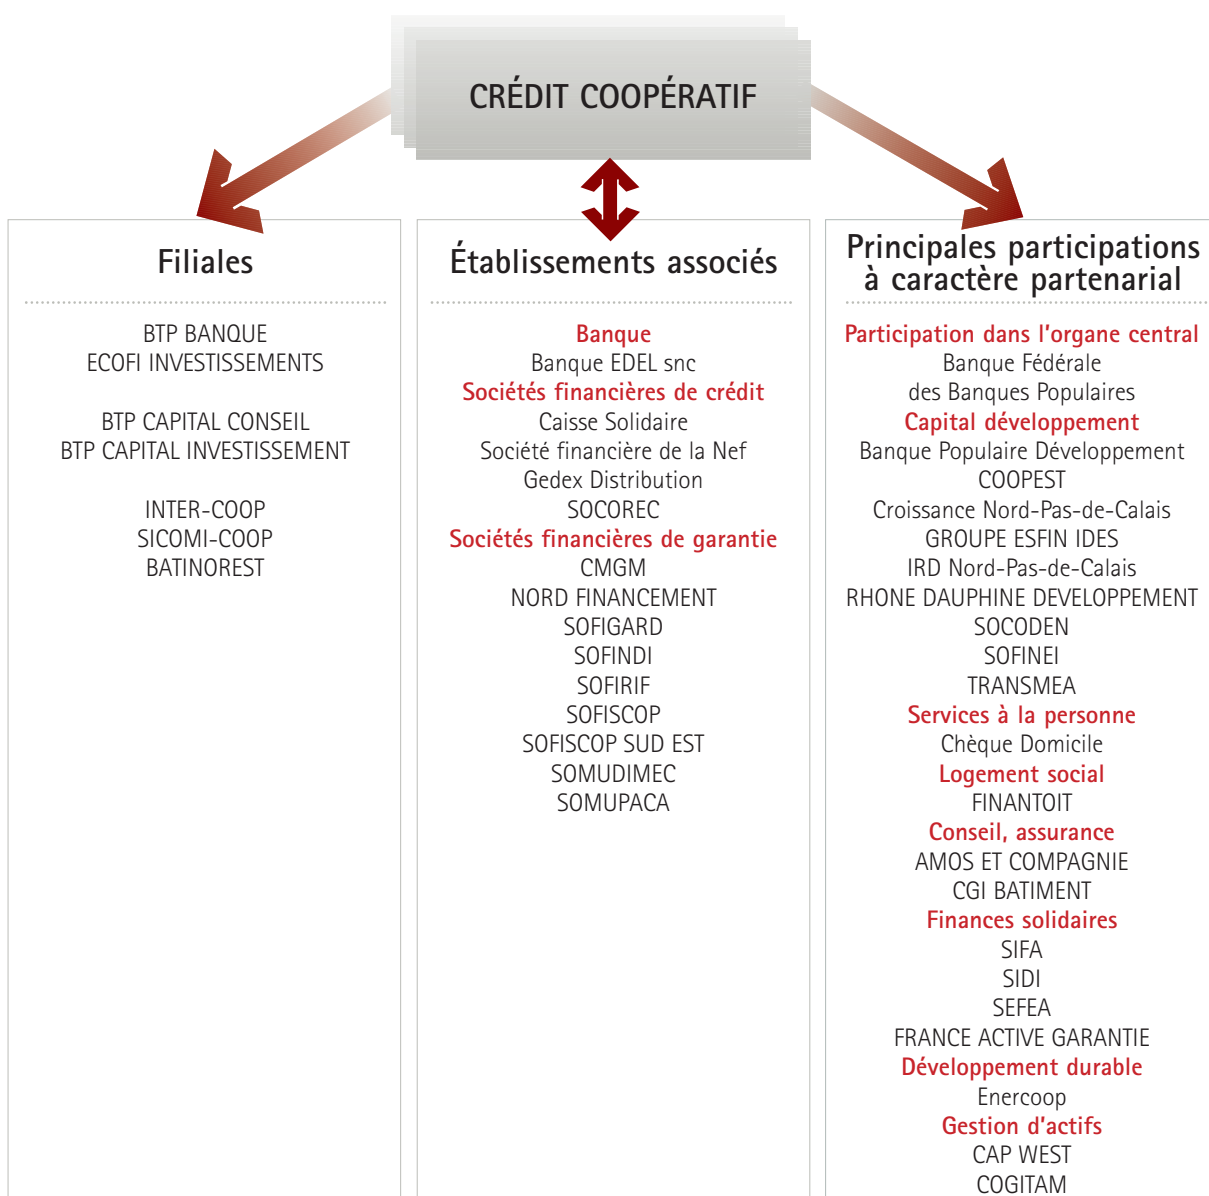 CRÉDIT COOPÉRATIF
Filiales
BTP BANQUE
ECOFI INVESTISSEMENTS
BTP CAPITAL CONSEIL
BTP CAPITAL INVESTISSEMENT
INTER-COOP
SICOMI-COOP
BATINOREST
Établissements associés
Banque
Banque EDEL snc
Sociétés financières de crédit
Caisse Solidaire
Société financière de la Nef
Gedex Distribution
SOCOREC
Sociétés financières de garantie
CMGM
NORD FINANCEMENT
SOFIGARD
SOFINDI
SOFIRIF
SOFISCOP
SOFISCOP SUD EST
SOMUDIMEC
SOMUPACA
Principales participations
à caractère partenarial
Participation dans l'organe central
Banque Fédérale
des Banques Populaires
Capital développement
Banque Populaire Développement
COOPEST
Croissance Nord-Pas-de-Calais
GROUPE ESFIN IDES
IRD Nord-Pas-de-Calais
RHONE DAUPHINE DEVELOPPEMENT
SOCODEN
SOFINEI
TRANSMEA
Services à la personne
Chèque Domicile
Logement social
FINANTOIT
Conseil, assurance
AMOS ET COMPAGNIE
CGI BATIMENT
Finances solidaires
SIFA
SIDI
SEFEA
FRANCE ACTIVE GARANTIE
Développement durable
Enercoop
Gestion d'actifs
CAP WEST
COGITAM